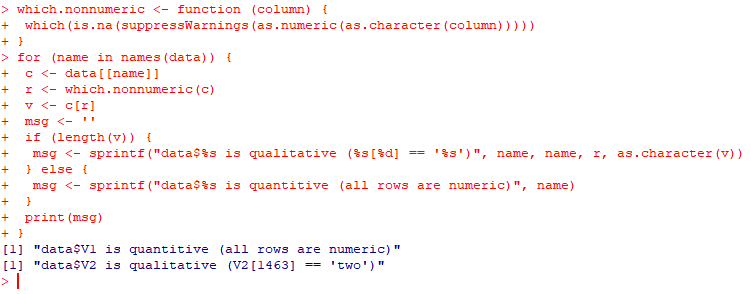 > which.nonnumeric <- function (column) {
+  which(is.na(suppressWarnings(as.numeric(as.character(column)))))
+ }
> for (name in names(data)) {
+  c <- data[[name]]
+  r <- which.nonnumeric(c)
+  v <- c[r]
+  msg <- ''
+  if (length(v)) {
+   msg <- sprintf("data$%s is qualitative (%s[%d] == '%s')", name, name, r, as.character(v))
+  } else {
+   msg <- sprintf("data$%s is quantitive (all rows are numeric)", name)
+  }
+  print(msg)
+ }
[1] "data$V1 is quantitive (all rows are numeric)"
[1] "data$V2 is qualitative (V2[1463] == 'two')"
>